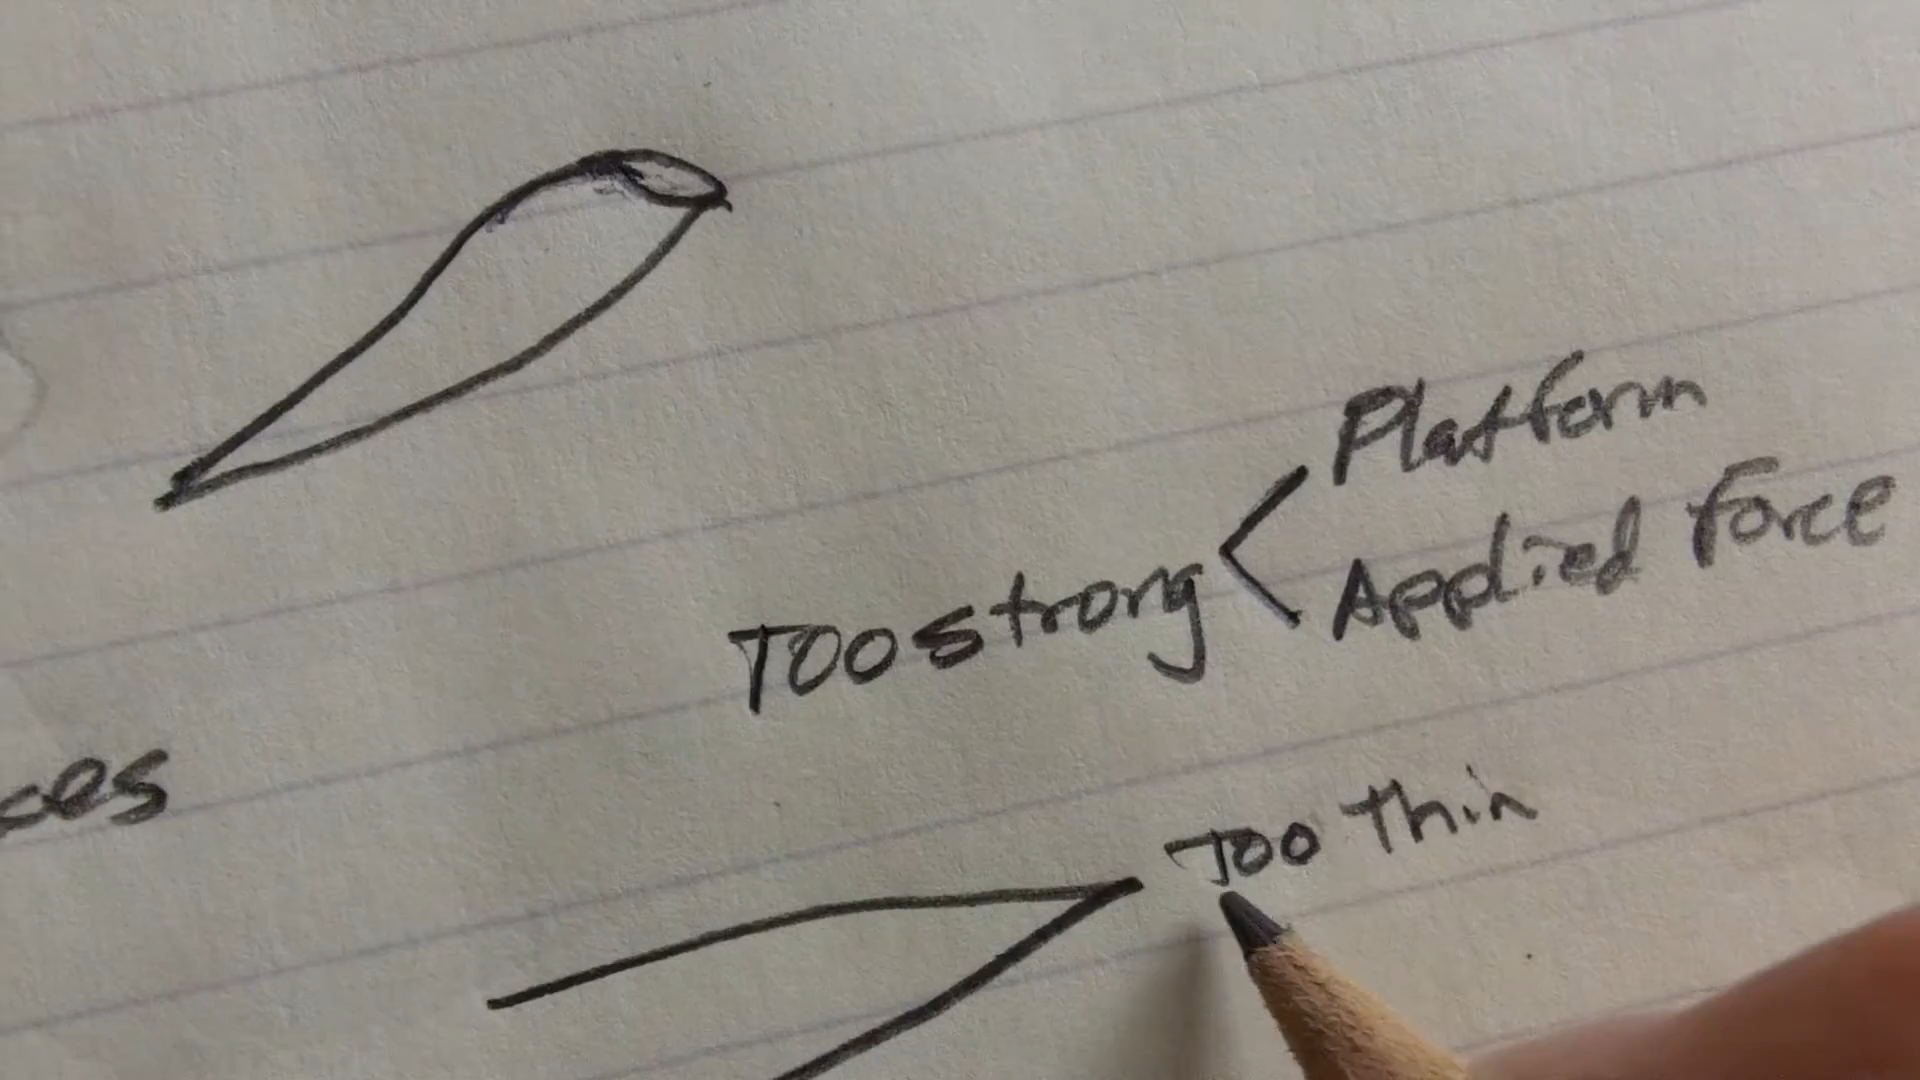 Platform
Too strong <
Applied force
ces
Too thin